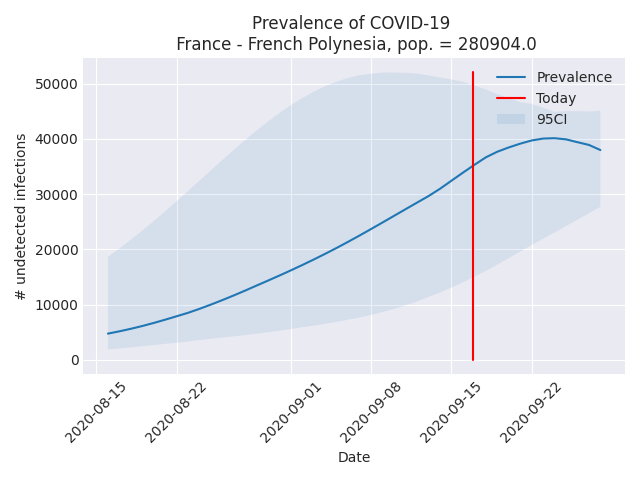 Prevalence of COVID-19
France - French Polynesia, pop. = 280904.0
Prevalence
Today
95CI
50000
40000
30000
20000
10000
0
# undetected infections
2020-08-15
2020-08-22
2020-09-01
2020-09-08
2020-09-15
2020-09-22
Date